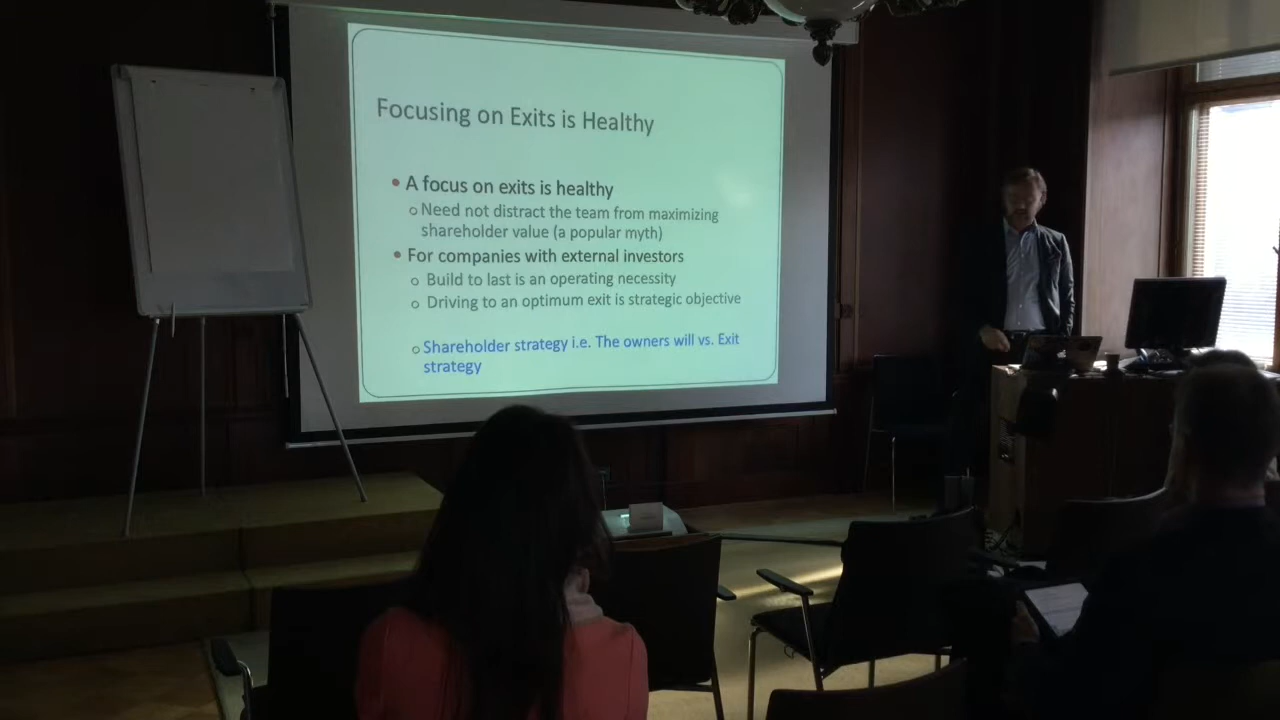 Focusing on Exits is Healthy
• A focus on exits is healthy
○ Need not distract the team from maximizing
shareholder value (a popular myth)
• For companies with external investors
○ Build to last is an operating necessity
○ Driving to an optimum exit is strategic objective
○ Shareholder strategy i.e. The owners will vs. Exit
strategy